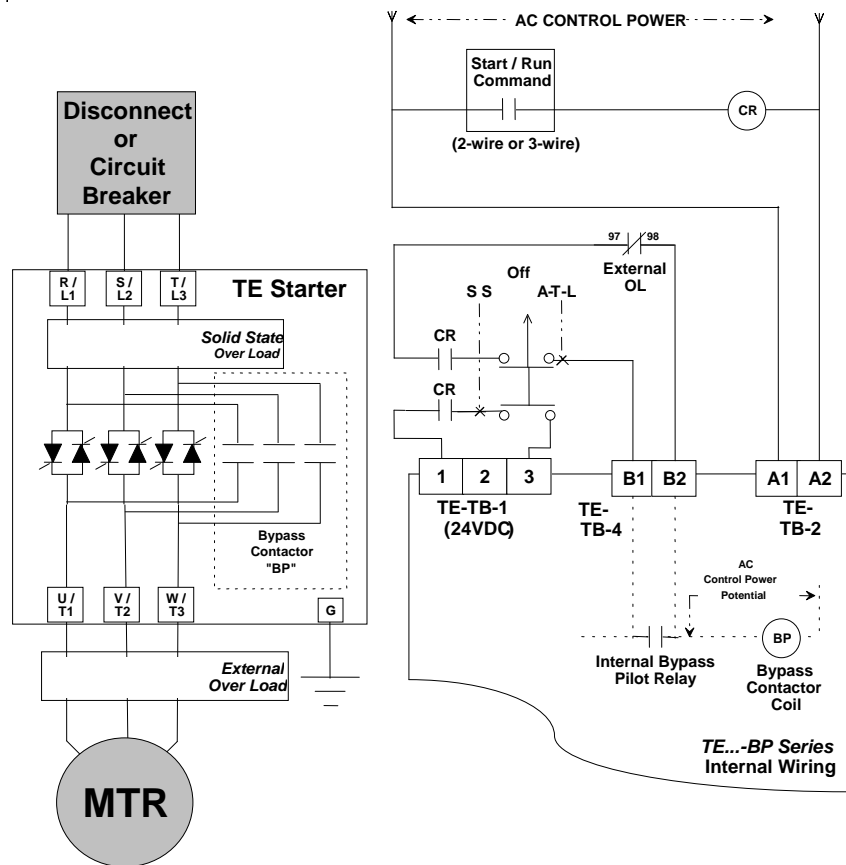 AC CONTROL POWER
Start / Run
Command
(2-wire or 3-wire)
CR
Disconnect
or
Circuit
Breaker
R /
L1
S /
L2
T /
L3
TE Starter
Solid State
Over Load
Bypass
Contactor
"BP"
U /
T1
V /
T2
W /
T3
G
External
Over Load
MTR
97
98
External
OL
Off
S S
A-T-L
CR
CR
1
2
3
B1
B2
A1
A2
TE-TB-1
(24VDC)
TE-
TB-4
TE-
TB-2
AC
Control Power
Potential
BP
Internal Bypass
Pilot Relay
Bypass
Contactor
Coil
TE...-BP Series
Internal Wiring